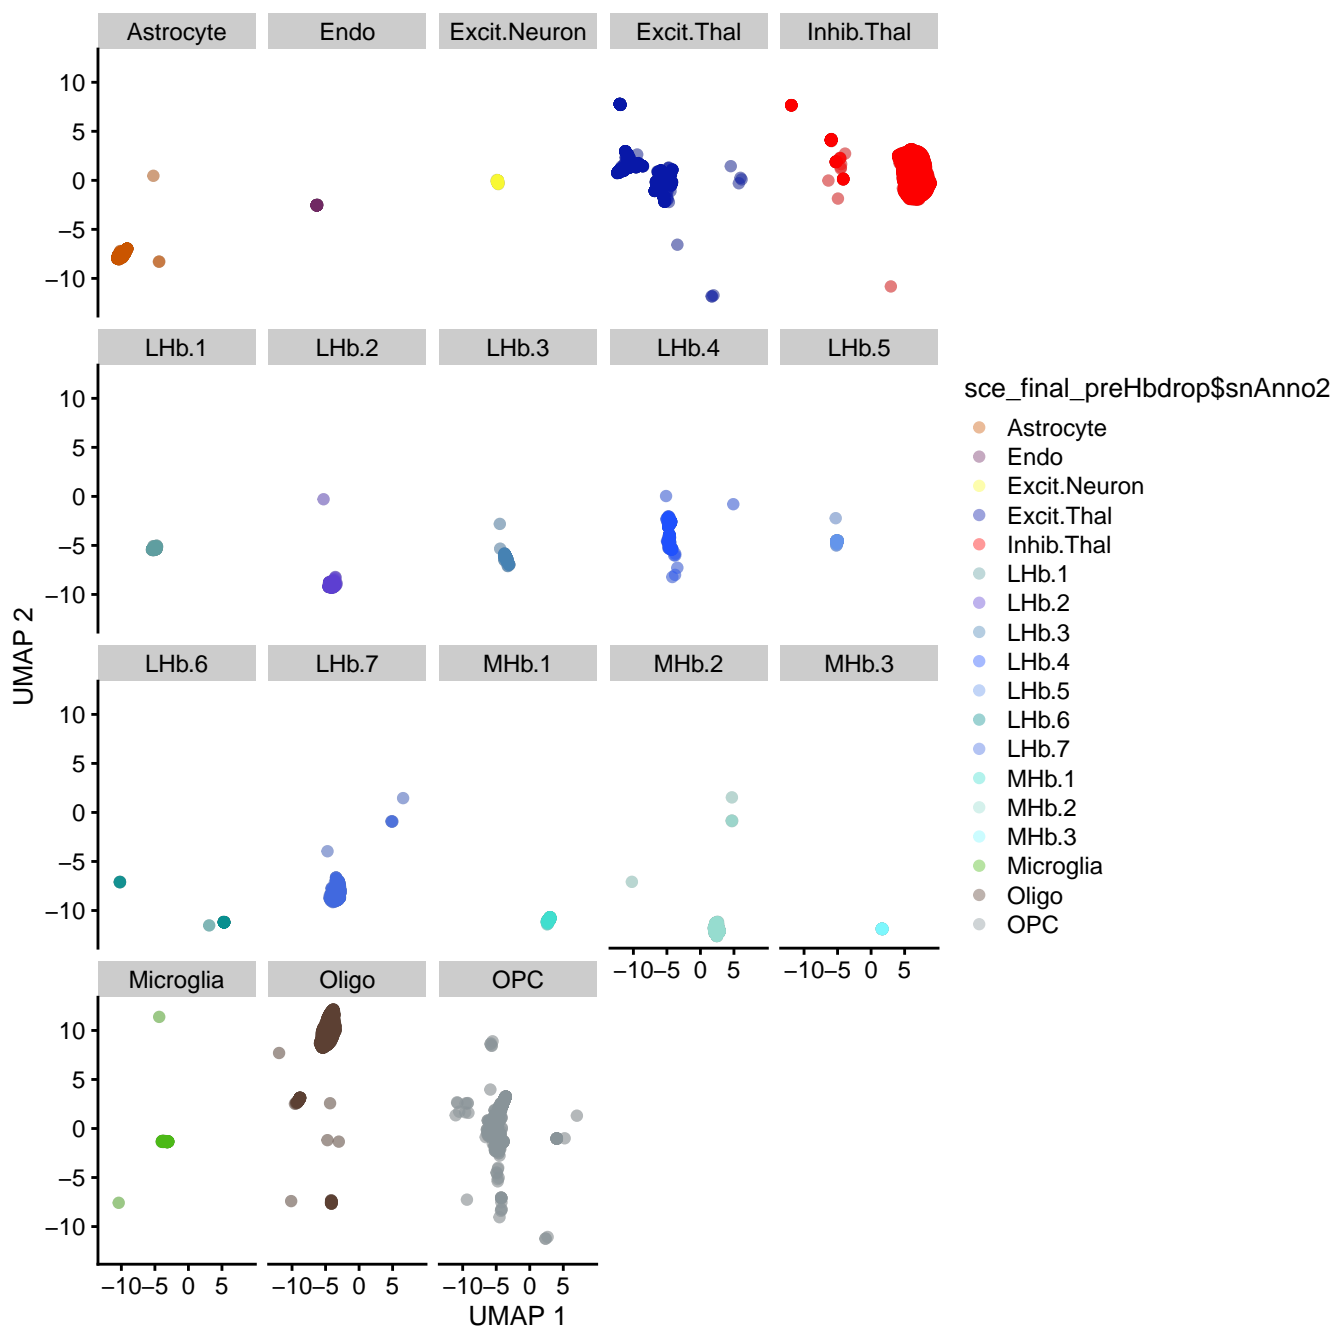 Astrocyte Endo Excit.Neuron Excit.Thal Inhib.Thal
10
5
0
−5
−10
LHb.1 LHb.2 LHb.3 LHb.4 LHb.5
10
5
0
−5
−10
LHb.6 LHb.7 MHb.1 MHb.2 MHb.3
10
5
0
−5
−10
−10 −5 0 5 −10 −5 0 5
Microglia Oligo OPC
10
5
0
−5
−10
−10 −5 0 5 −10 −5 0 5 −10 −5 0 5
UMAP 1
UMAP 2
sce_final_preHbdrop$snAnno2
Astrocyte
Endo
Excit.Neuron
Excit.Thal
Inhib.Thal
LHb.1
LHb.2
LHb.3
LHb.4
LHb.5
LHb.6
LHb.7
MHb.1
MHb.2
MHb.3
Microglia
Oligo
OPC